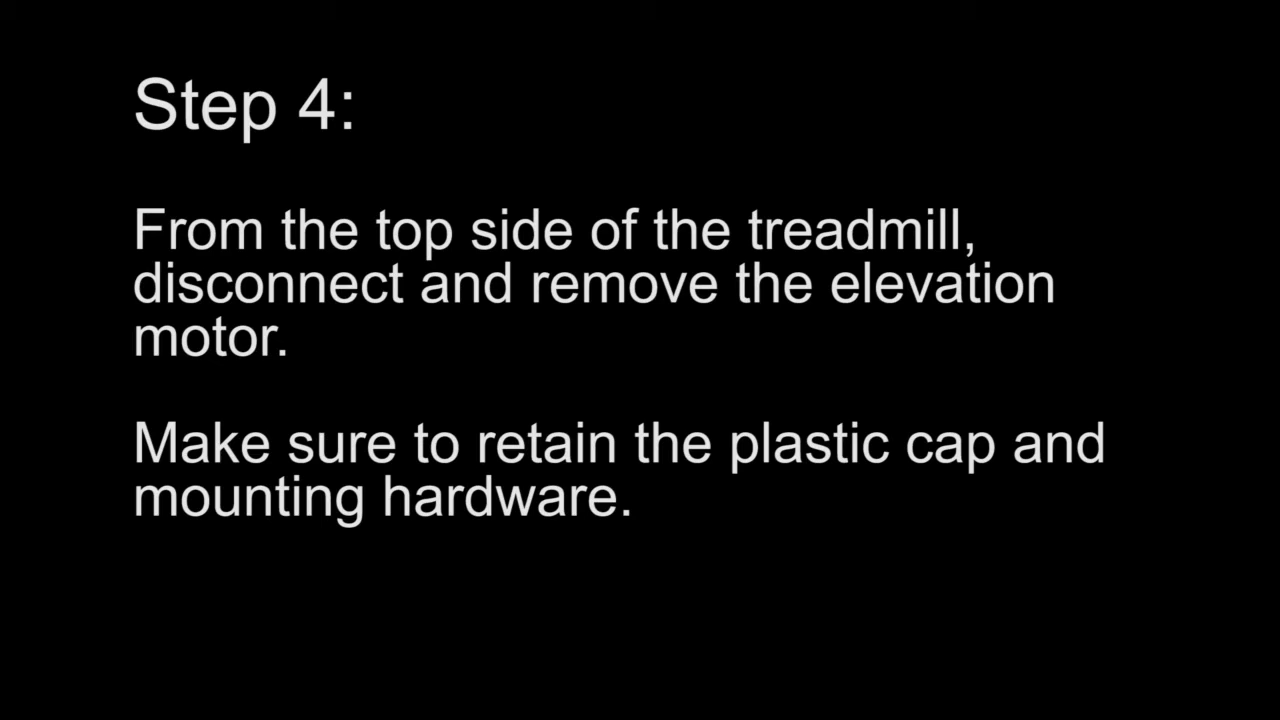 Step 4:
From the top side of the treadmill,
disconnect and remove the elevation
motor.
Make sure to retain the plastic cap and
mounting hardware.